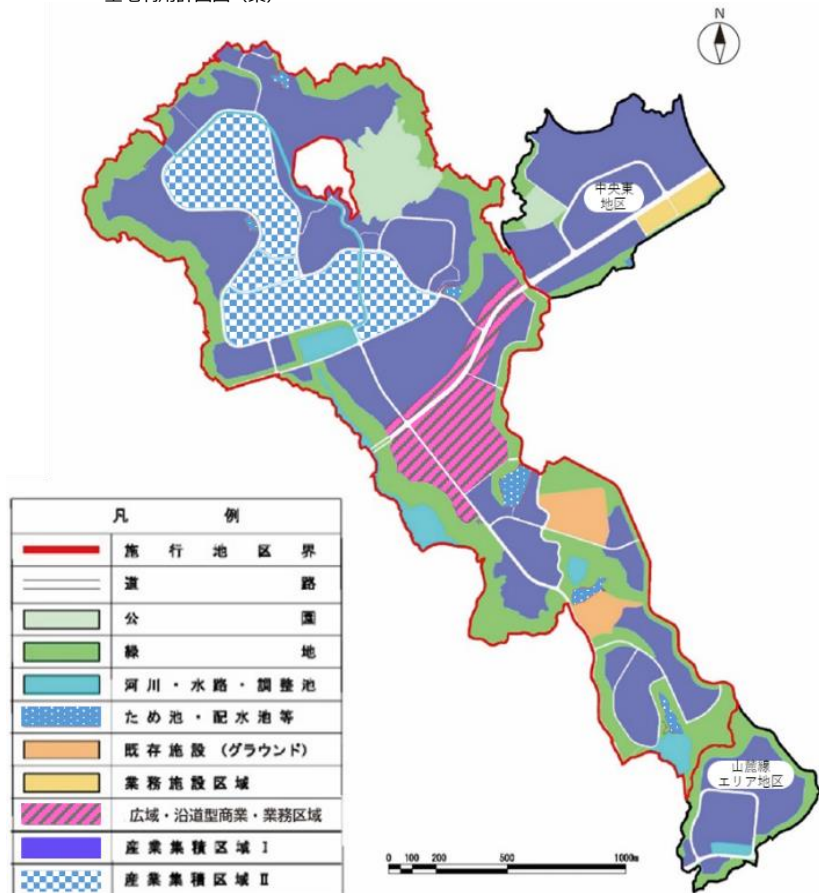 N
中央東
地区
凡 例
施 行 地 区 界
道 路
公 園
緑 地
河 川 ・ 水 路 ・ 調 整 池
た め 池 ・ 配 水 池 等
既 存 施 設 (グ ラ ウ ン ド)
業 務 施 設 区 域
広域・沿道型商業・業務区域
産 業 集 積 区 域 Ⅰ
産 業 集 積 区 域 Ⅱ
山麓線
エリア地区
0 100 200 500 1000m